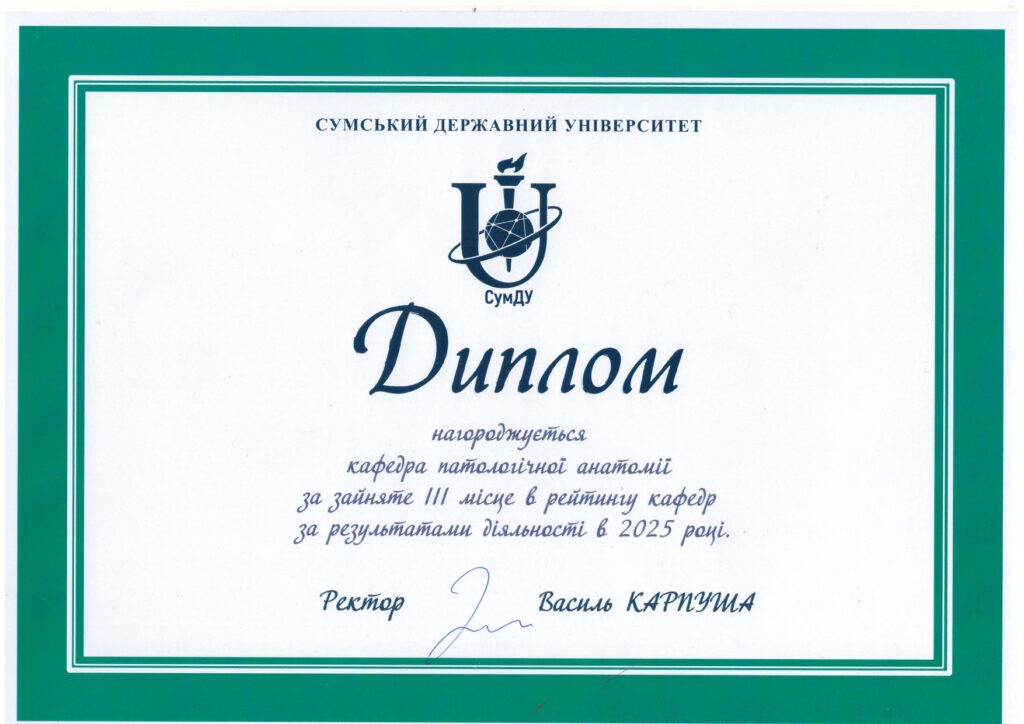 СУМСЬКИЙ ДЕРЖАВНИЙ УНІВЕРСИТЕТ
СумДУ
Диплом
нагороджується
кафедра патологічної анатомії
за зайняте ІІІ місце в рейтингу кафедр
за результатами діяльності в 2025 році.
Ректор Василь КАРПУША